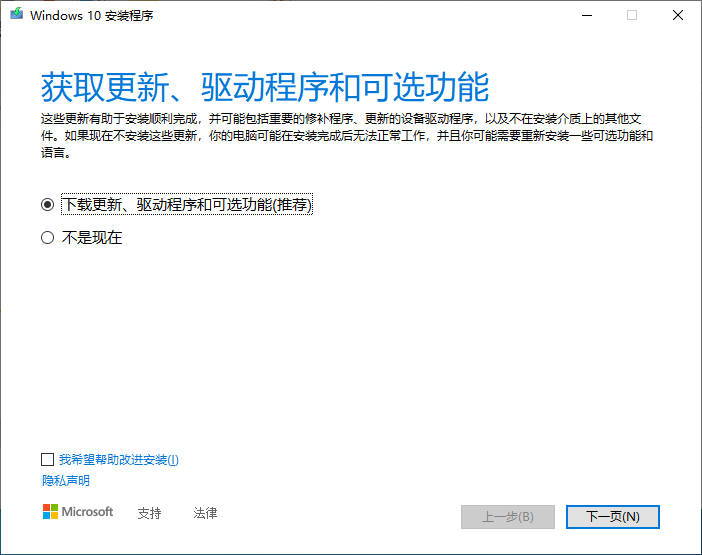 Windows 10 安装程序
获取更新、驱动程序和可选功能
这些更新有助于安装顺利完成，并可能包括重要的修补程序、更新的设备驱动程序，以及不在安装介质上的其他文
件。如果现在不安装这些更新，你的电脑可能在安装完成后无法正常工作，并且你可能需要重新安装一些可选功能和
语言。
下载更新、驱动程序和可选功能(推荐)
不是现在
我希望帮助改进安装(I)
隐私声明
Microsoft 支持 法律 上一步(B) 下一页(N)